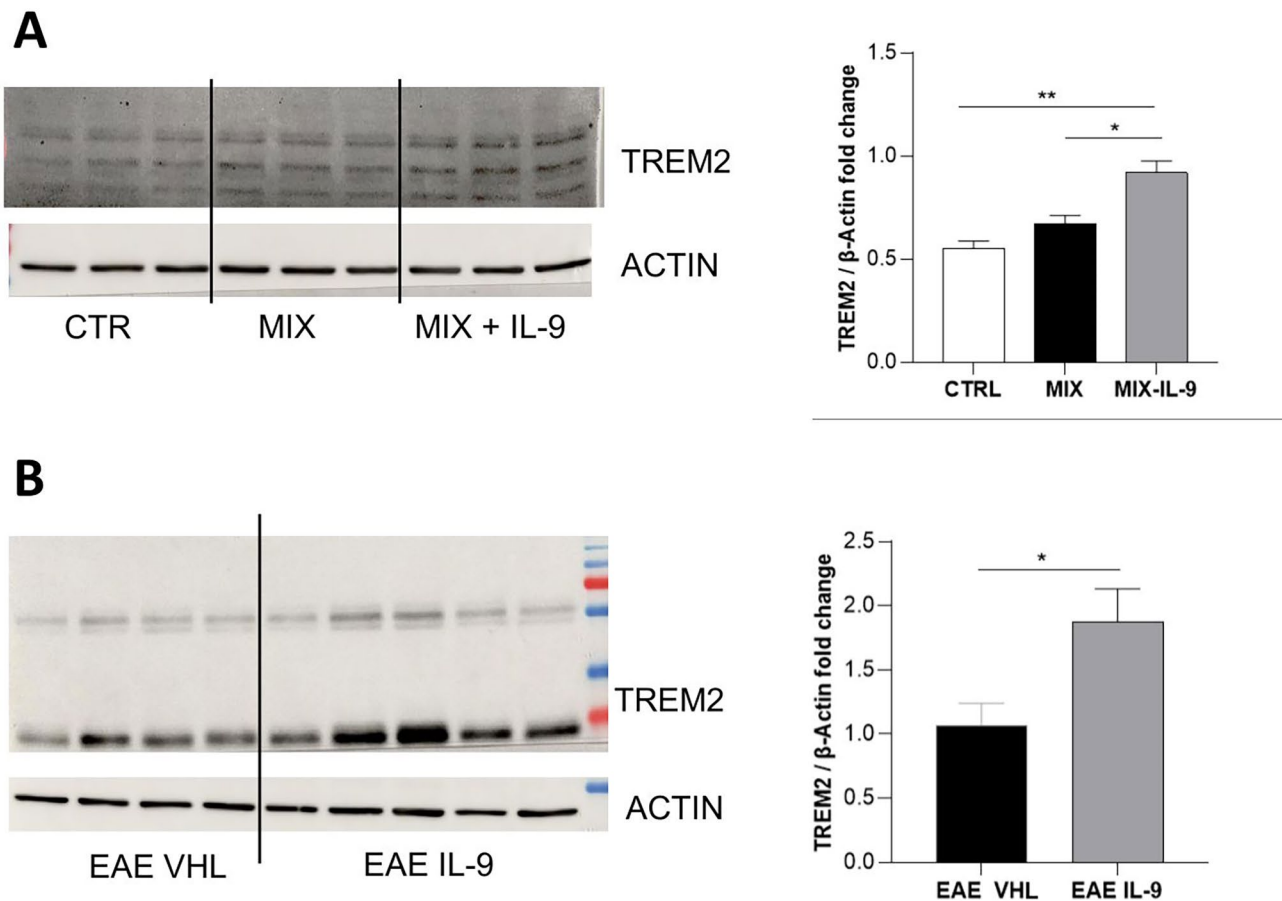 A
TREM2
ACTIN
CTR MIX MIX + IL-9
TREM2 / β-Actin fold change
1.5
1.0
0.5
0.0
**
*
CTRL MIX MIX-IL-9
B
TREM2
ACTIN
EAE VHL EAE IL-9
TREM2 / β-Actin fold change
2.5
2.0
1.5
1.0
0.5
0.0
*
EAE VHL EAE IL-9